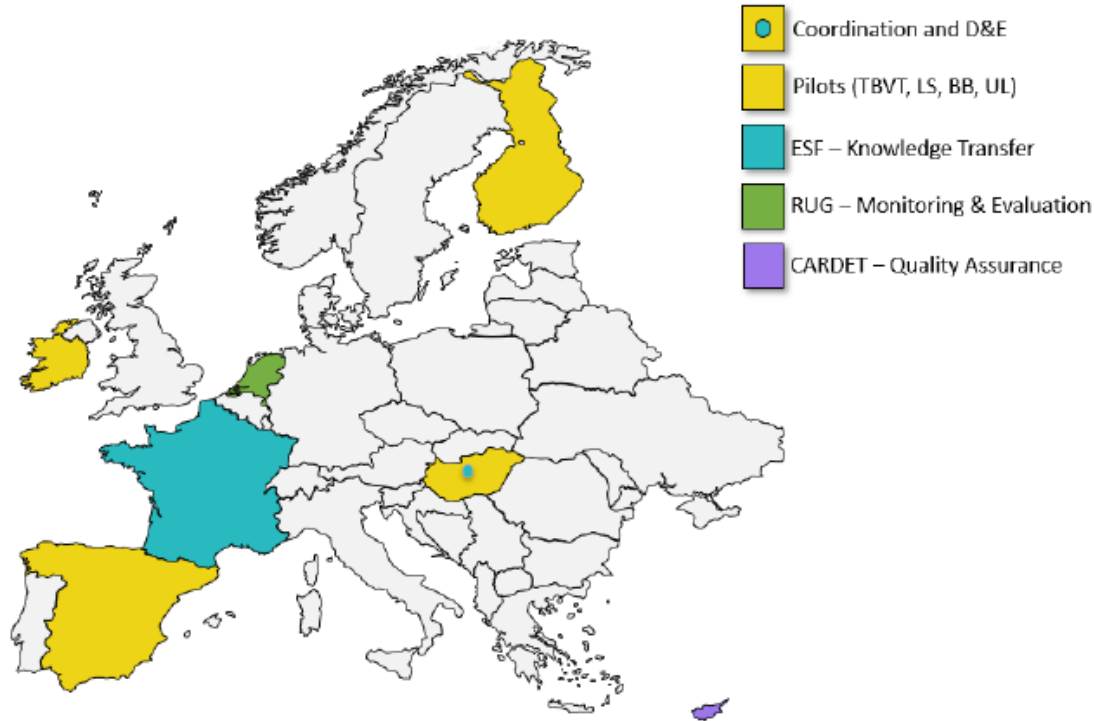 Coordination and D&E
Pilots (TBVT, LS, BB, UL)
ESF – Knowledge Transfer
RUG – Monitoring & Evaluation
CARDET – Quality Assurance